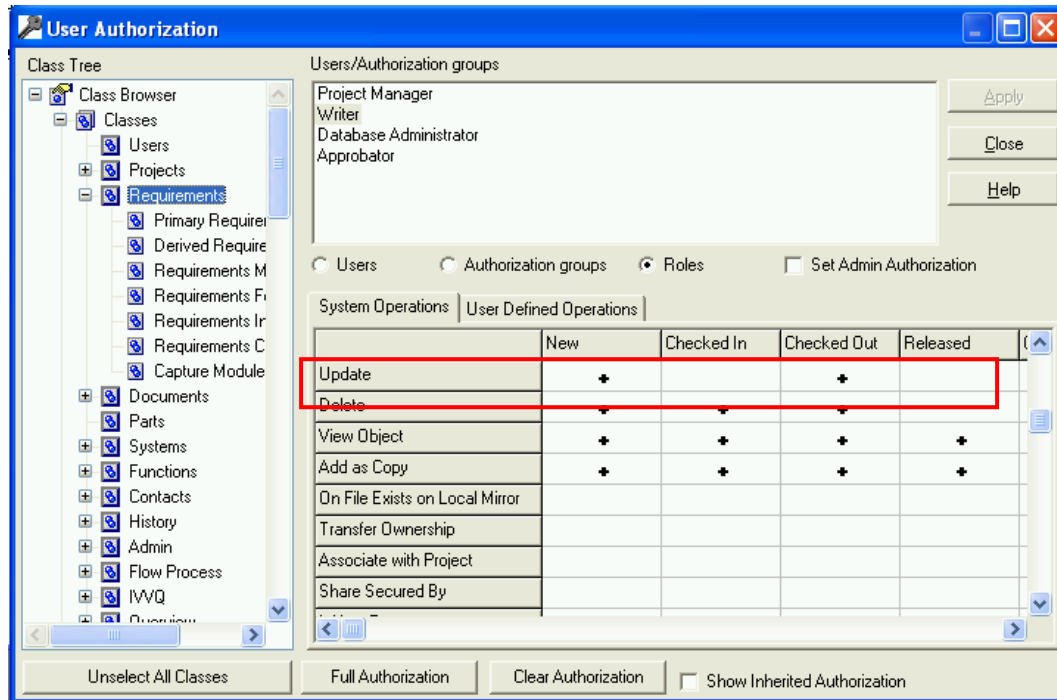 User Authorization
Class Tree
Class Browser
Classes
Users
Projects
Requirements
Primary Requirer
Derived Require
Requirements M
Requirements Fo
Requirements In
Requirements C
Capture Module
Documents
Parts
Systems
Functions
Contacts
History
Admin
Flow Process
IVVQ
Users/Authorization groups
Project Manager
Writer
Database Administrator
Approbator
Apply
Close
Help
Users Authorization groups Roles Set Admin Authorization
System Operations User Defined Operations
New Checked In Checked Out Released
Update + +
Delete + + +
View Object + + + +
Add as Copy + + + +
On File Exists on Local Mirror
Transfer Ownership
Associate with Project
Share Secured By
Unselect All Classes Full Authorization Clear Authorization Show Inherited Authorization